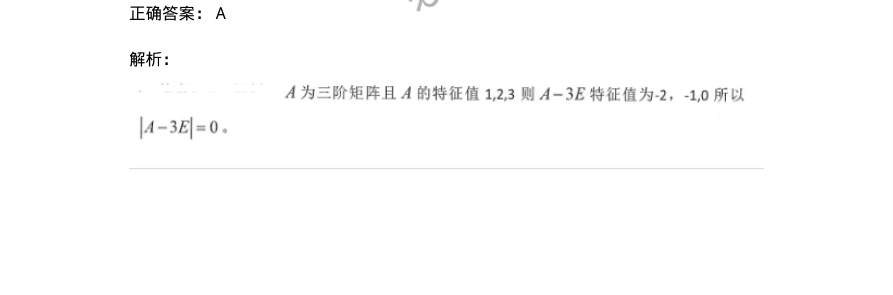 正确答案： A
解析：
A 为三阶矩阵且 A 的特征值 1,2,3 则 A−3E 特征值为-2，-1,0 所以
|A−3E|=0 。